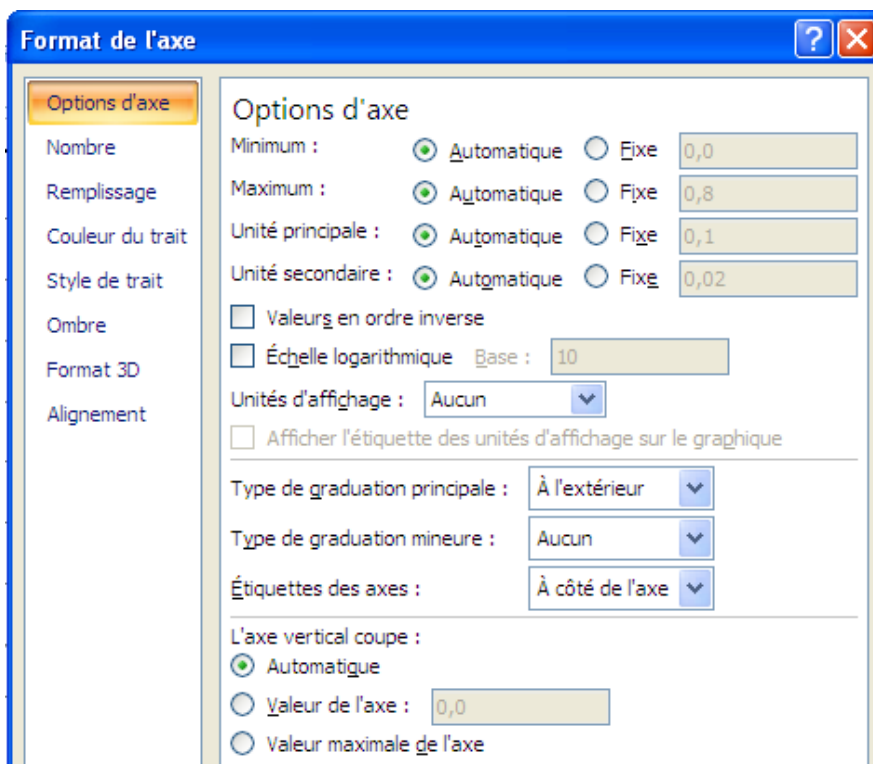 Format de l'axe
Options d'axe
Nombre
Remplissage
Couleur du trait
Style de trait
Ombre
Format 3D
Alignement
Options d'axe
Minimum : Automatique Fixe 0,0
Maximum : Automatique Fixe 0,8
Unité principale : Automatique Fixe 0,1
Unité secondaire : Automatique Fixe 0,02
Valeurs en ordre inverse
Échelle logarithmique Base : 10
Unités d'affichage : Aucun
Afficher l'étiquette des unités d'affichage sur le graphique
Type de graduation principale : À l'extérieur
Type de graduation mineure : Aucun
Étiquettes des axes : À côté de l'axe
L'axe vertical coupe :
Automatique
Valeur de l'axe : 0,0
Valeur maximale de l'axe